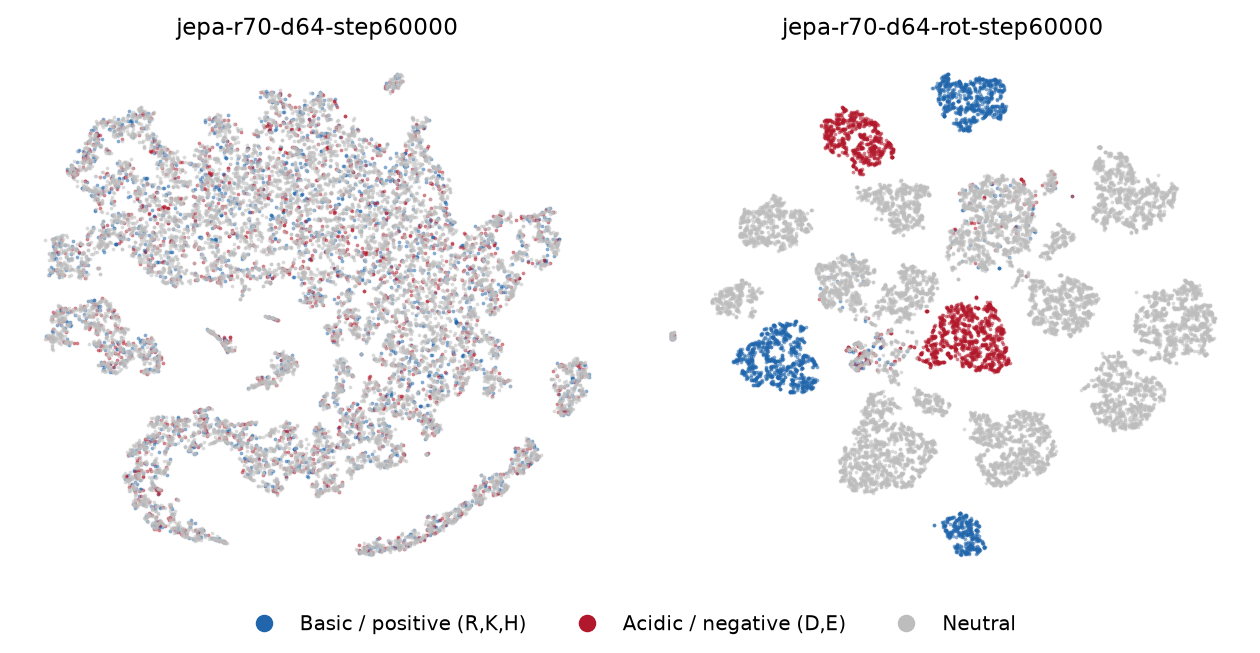 jepa-r70-d64-step60000
jepa-r70-d64-rot-step60000
Basic / positive (R,K,H)
Acidic / negative (D,E)
Neutral